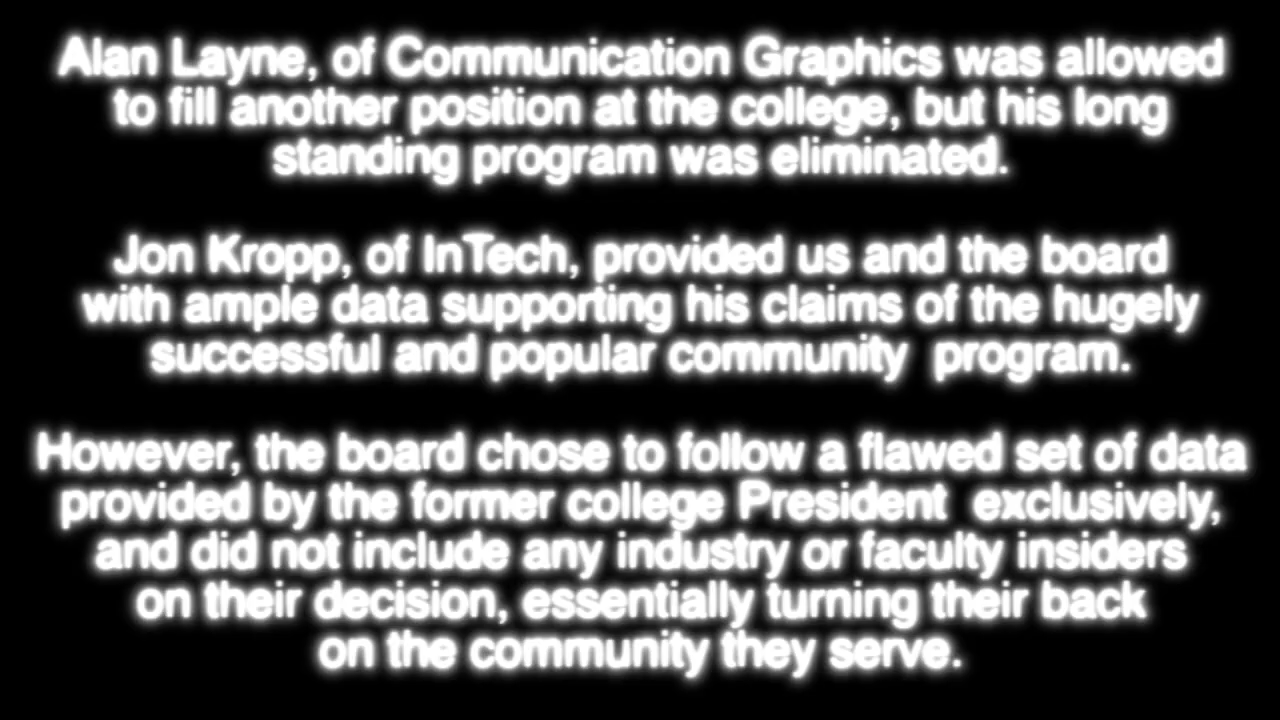 Alan Layne, of Communication Graphics was allowed
to fill another position at the college, but his long
standing program was eliminated.
Jon Kropp, of InTech, provided us and the board
with ample data supporting his claims of the hugely
successful and popular community  program.
However, the board chose to follow a flawed set of data
provided by the former college President  exclusively,
and did not include any industry or faculty insiders
on their decision, essentially turning their back
on the community they serve.